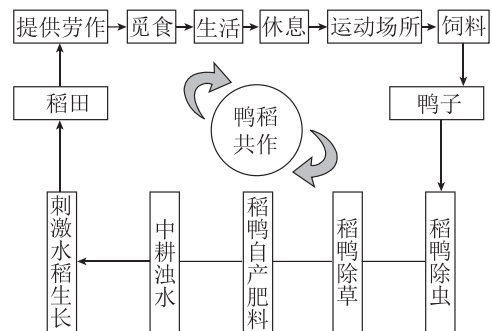 提供劳作
觅食
生活
休息
运动场所
饲料
稻田
鸭稻
共作
鸭子
刺激水稻生长
中耕浊水
稻鸭自产肥料
稻鸭除草
稻鸭除虫